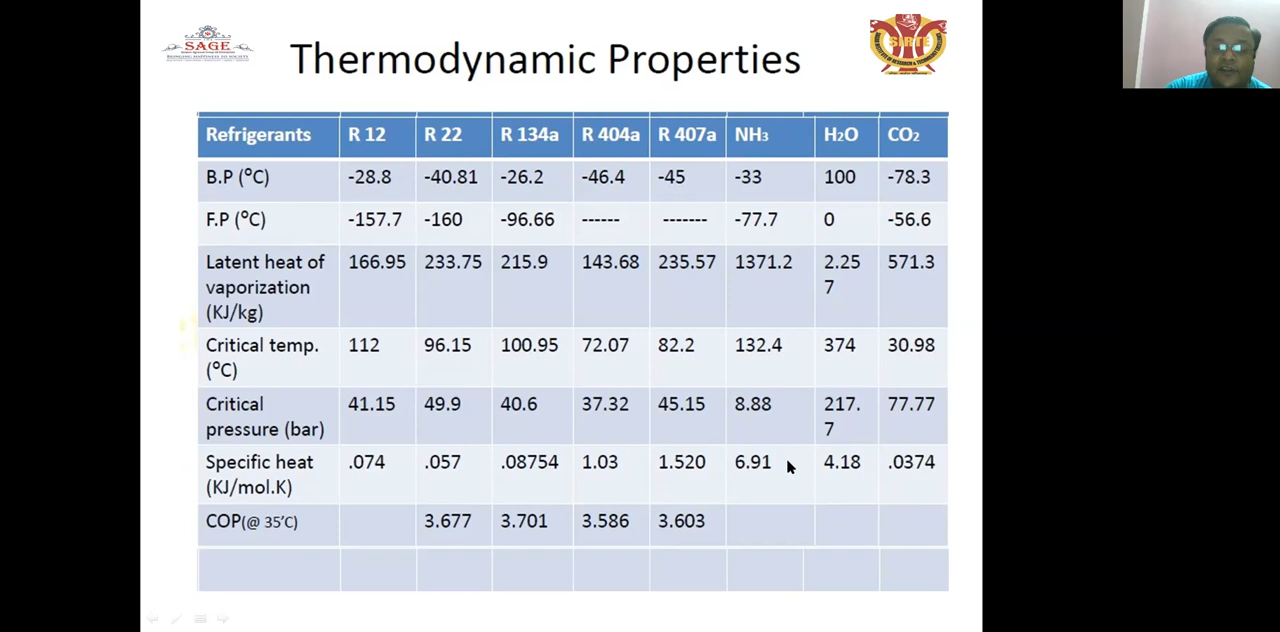 SAGE
SIRTE
Thermodynamic Properties
Refrigerants R 12 R 22 R 134a R 404a R 407a NH3 H2O CO2
B.P (⁰C) -28.8 -40.81 -26.2 -46.4 -45 -33 100 -78.3
F.P (⁰C) -157.7 -160 -96.66 ------ ------- -77.7 0 -56.6
Latent heat of 166.95 233.75 215.9 143.68 235.57 1371.2 2.25 571.3
vaporization 7
(KJ/kg)
Critical temp. 112 96.15 100.95 72.07 82.2 132.4 374 30.98
(⁰C)
Critical 41.15 49.9 40.6 37.32 45.15 8.88 217. 77.77
pressure (bar) 7
Specific heat .074 .057 .08754 1.03 1.520 6.91 4.18 .0374
(KJ/mol.K)
COP(@ 35'C) 3.677 3.701 3.586 3.603